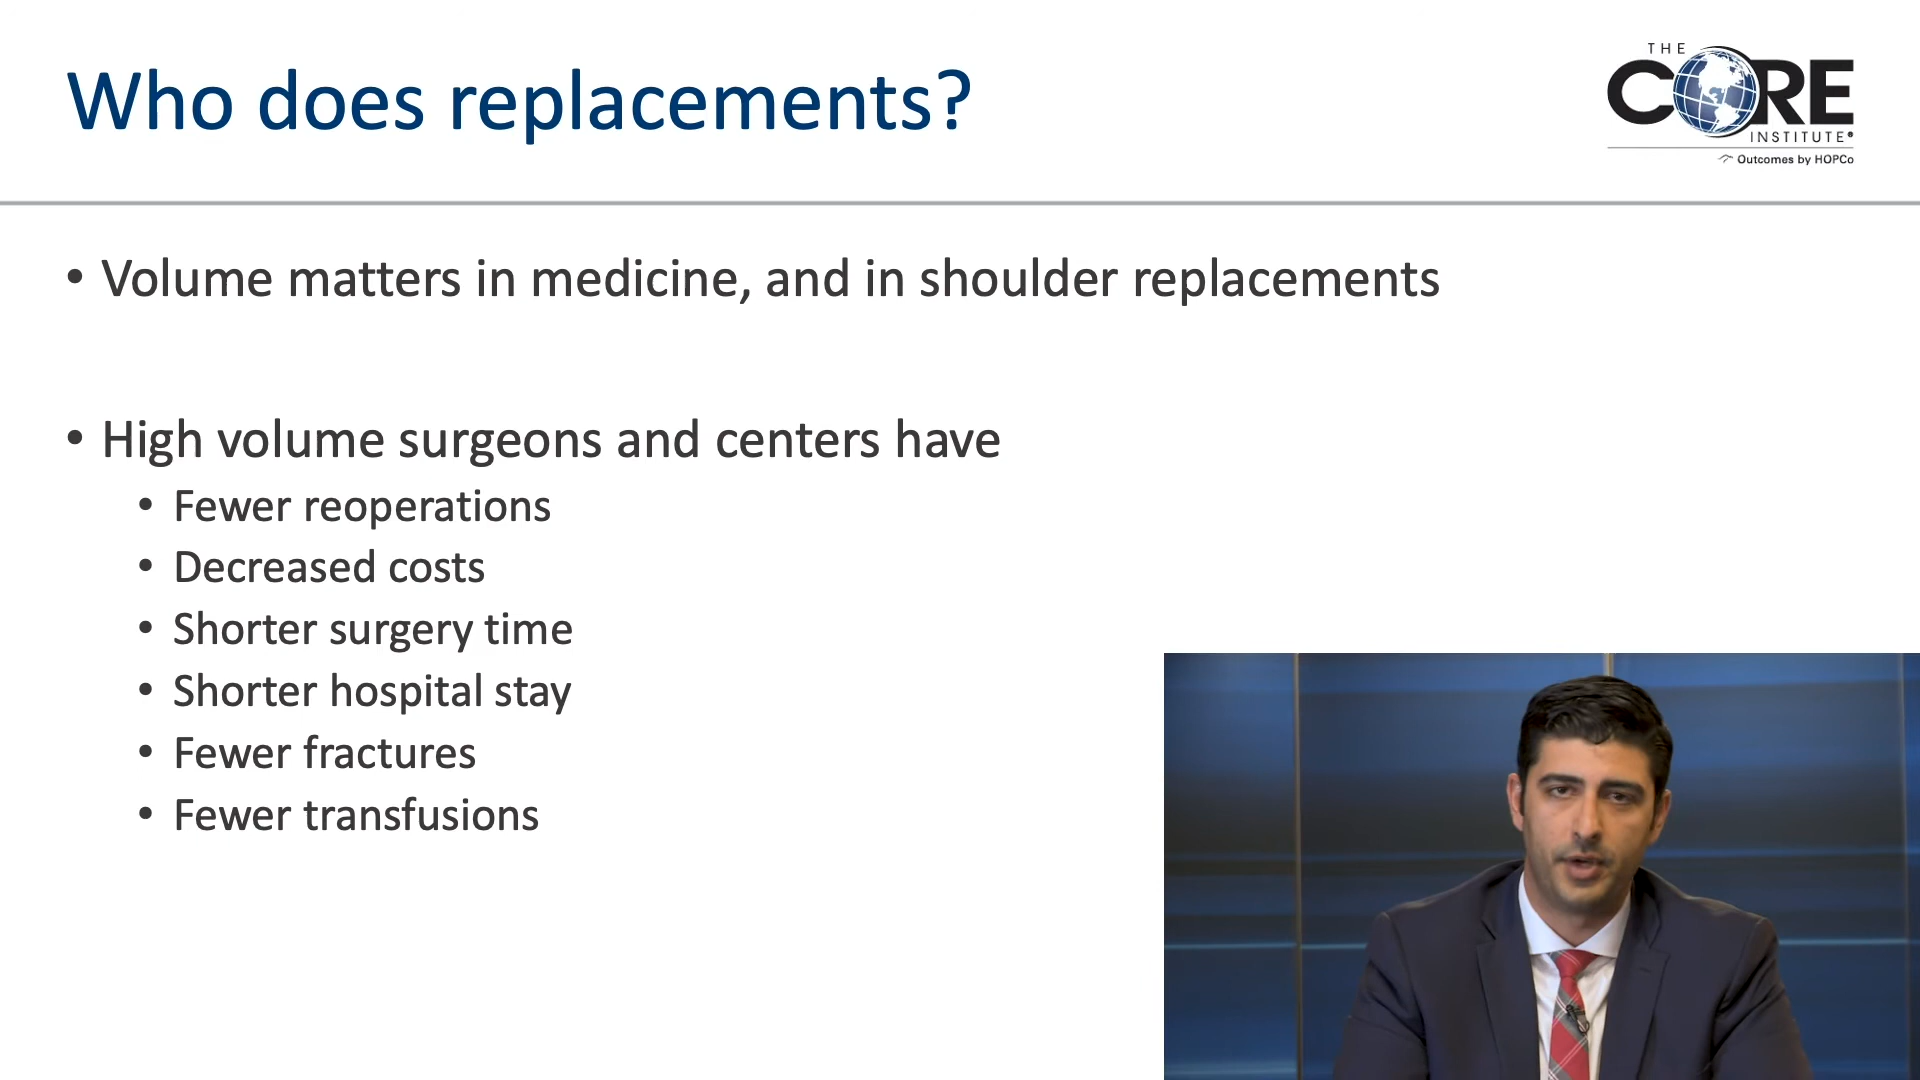 Who does replacements?
THE
CORE
INSTITUTE®
Outcomes by HOPCo
• Volume matters in medicine, and in shoulder replacements
• High volume surgeons and centers have
• Fewer reoperations
• Decreased costs
• Shorter surgery time
• Shorter hospital stay
• Fewer fractures
• Fewer transfusions